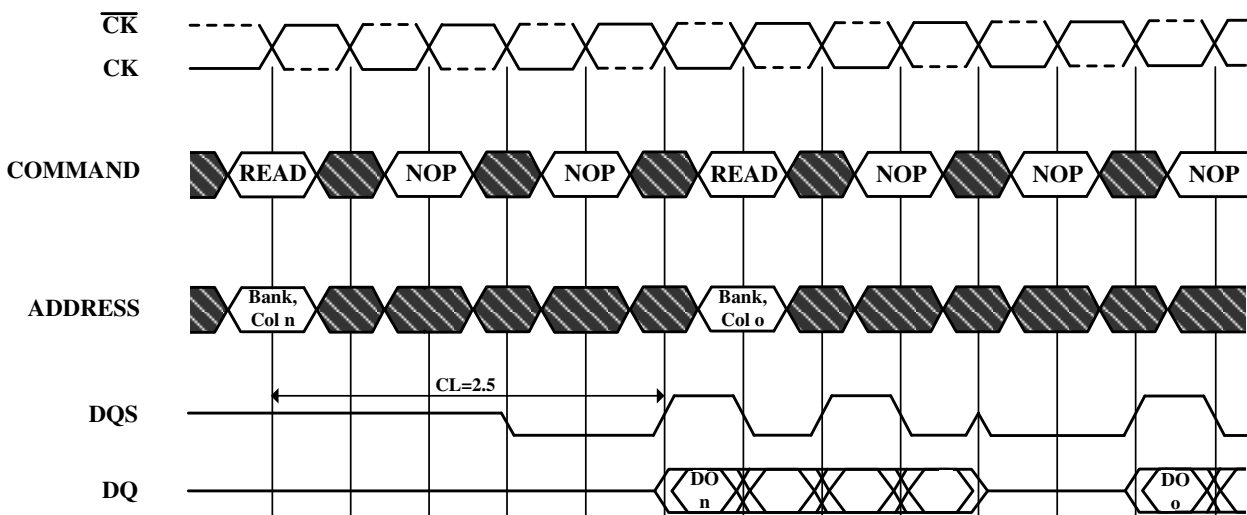 CK
CK
COMMAND
READ NOP NOP READ NOP NOP NOP
ADDRESS
Bank,
Col n
Bank,
Col o
CL=2.5
DQS
DQ
DO
n
DO
o